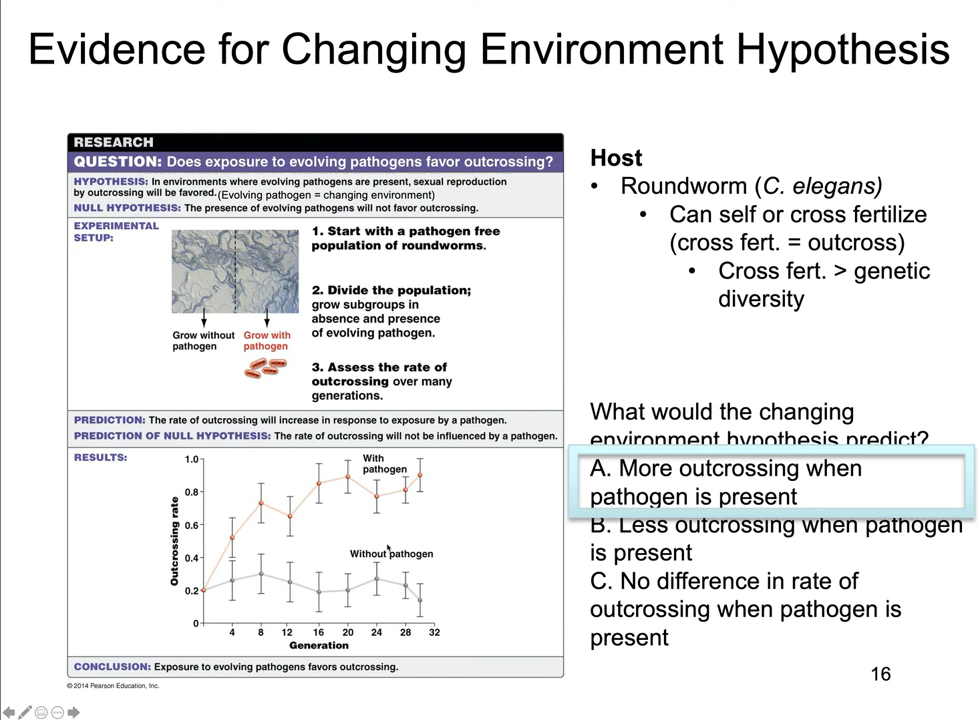 Evidence for Changing Environment Hypothesis
RESEARCH
QUESTION: Does exposure to evolving pathogens favor outcrossing?
HYPOTHESIS: In environments where evolving pathogens are present, sexual reproduction
by outcrossing will be favored. (Evolving pathogen = changing environment)
NULL HYPOTHESIS: The presence of evolving pathogens will not favor outcrossing.
EXPERIMENTAL
SETUP:
Grow without
pathogen
Grow with
pathogen
1. Start with a pathogen free
population of roundworms.
2. Divide the population;
grow subgroups in
absence and presence
of evolving pathogen.
3. Assess the rate of
outcrossing over many
generations.
PREDICTION: The rate of outcrossing will increase in response to exposure by a pathogen.
PREDICTION OF NULL HYPOTHESIS: The rate of outcrossing will not be influenced by a pathogen.
RESULTS:
Outcrossing rate
1.0
0.8
0.6
0.4
0.2
0
With
pathogen
Without pathogen
4 8 12 16 20 24 28 32
Generation
CONCLUSION: Exposure to evolving pathogens favors outcrossing.
© 2014 Pearson Education, Inc.
Host
• Roundworm (C. elegans)
• Can self or cross fertilize
(cross fert. = outcross)
• Cross fert. > genetic
diversity
What would the changing
environment hypothesis predict?
A. More outcrossing when
pathogen is present
B. Less outcrossing when pathogen
is present
C. No difference in rate of
outcrossing when pathogen is
present
16